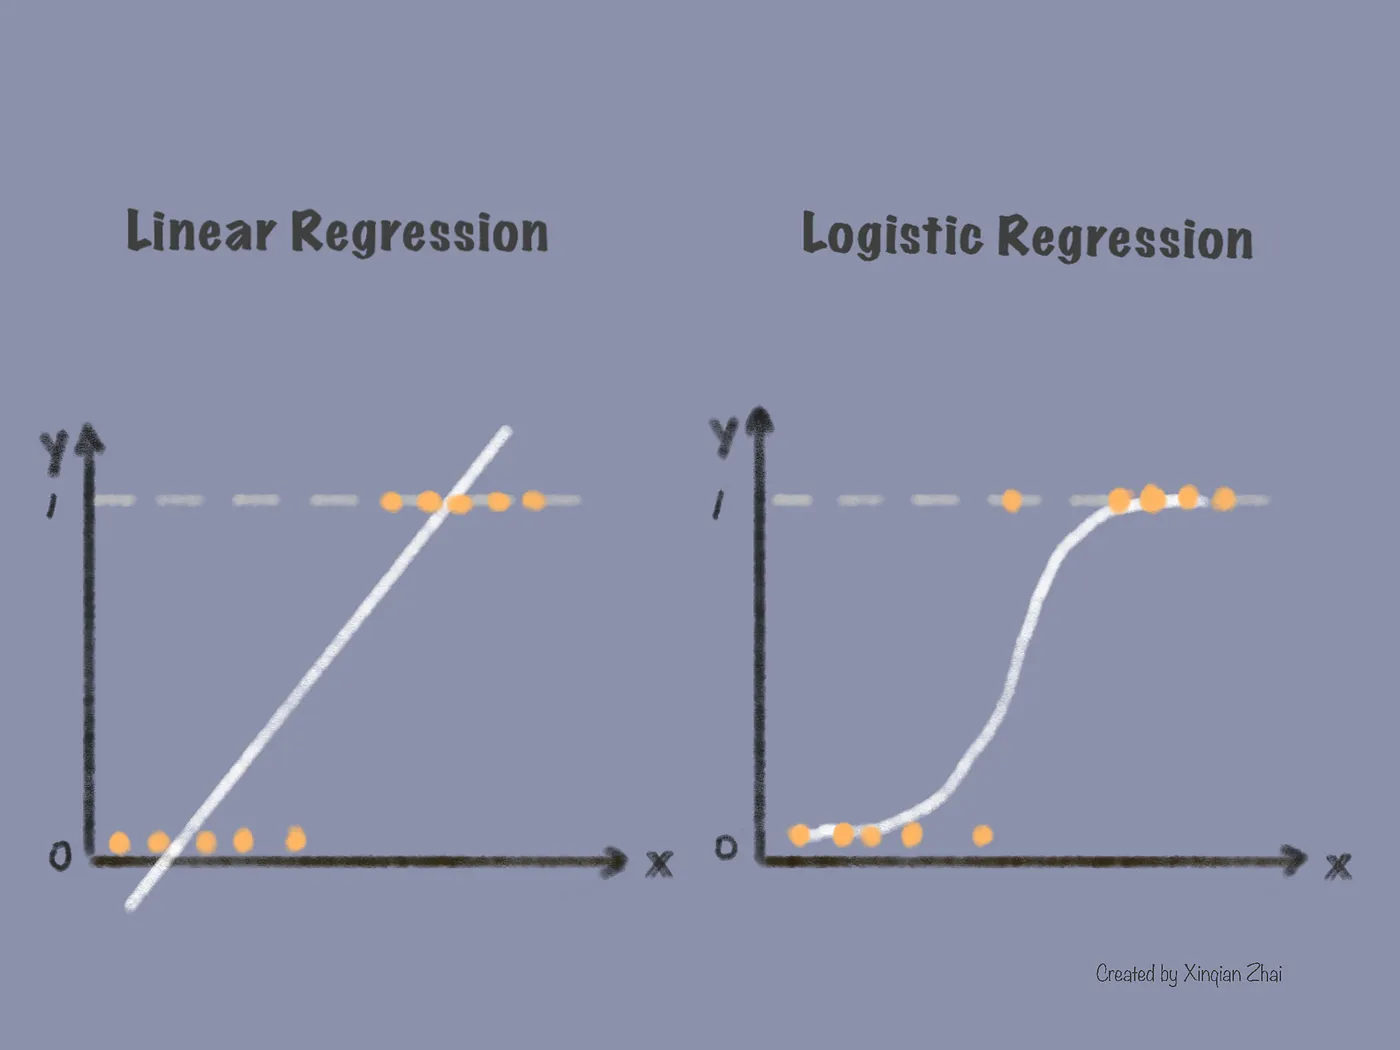 Linear Regression
Logistic Regression
y
1
0
x
y
1
0
x
Created by Xinqian Zhai